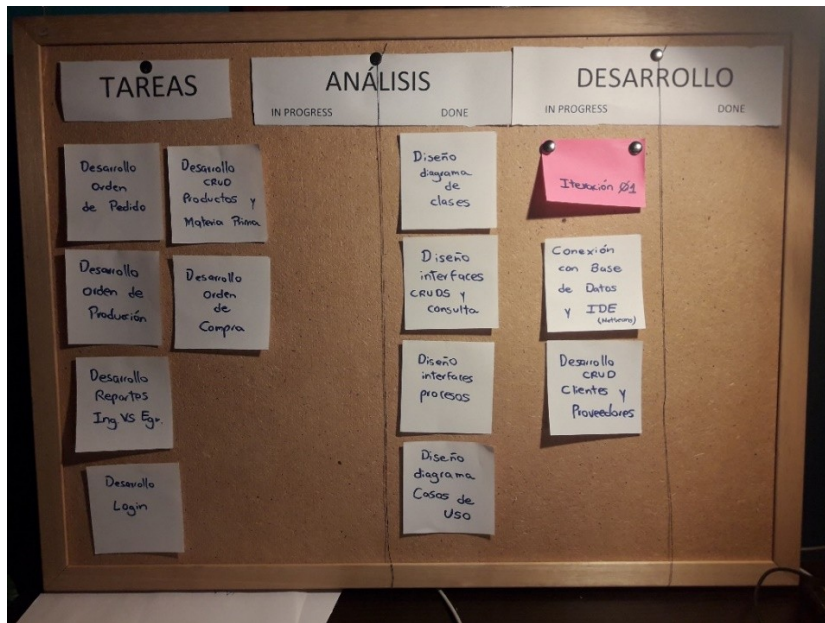 TAREAS
ANÁLISIS
IN PROGRESS
DONE
DESARROLLO
IN PROGRESS
DONE
Desarrollo
Orden
de Pedido
Desarrollo
CRUD
Productos y
Materia Prima
Desarrollo
Orden de
Produción
Desarrollo
Orden
de
Compra
Desarrollo
Reportes
Ing VS Egr.
Desarrollo
Login
Diseño
diagrama
de
clases
Diseño
interfaces
CRUDS y
consulta
Diseño
interfaces
procesos
Diseño
diagrama
Casos de
Uso
Iteración 01
Conexión
con Base
de Datos
y IDE
(Netbeans)
Desarrollo
CRUD
Clientes y
Proveedores